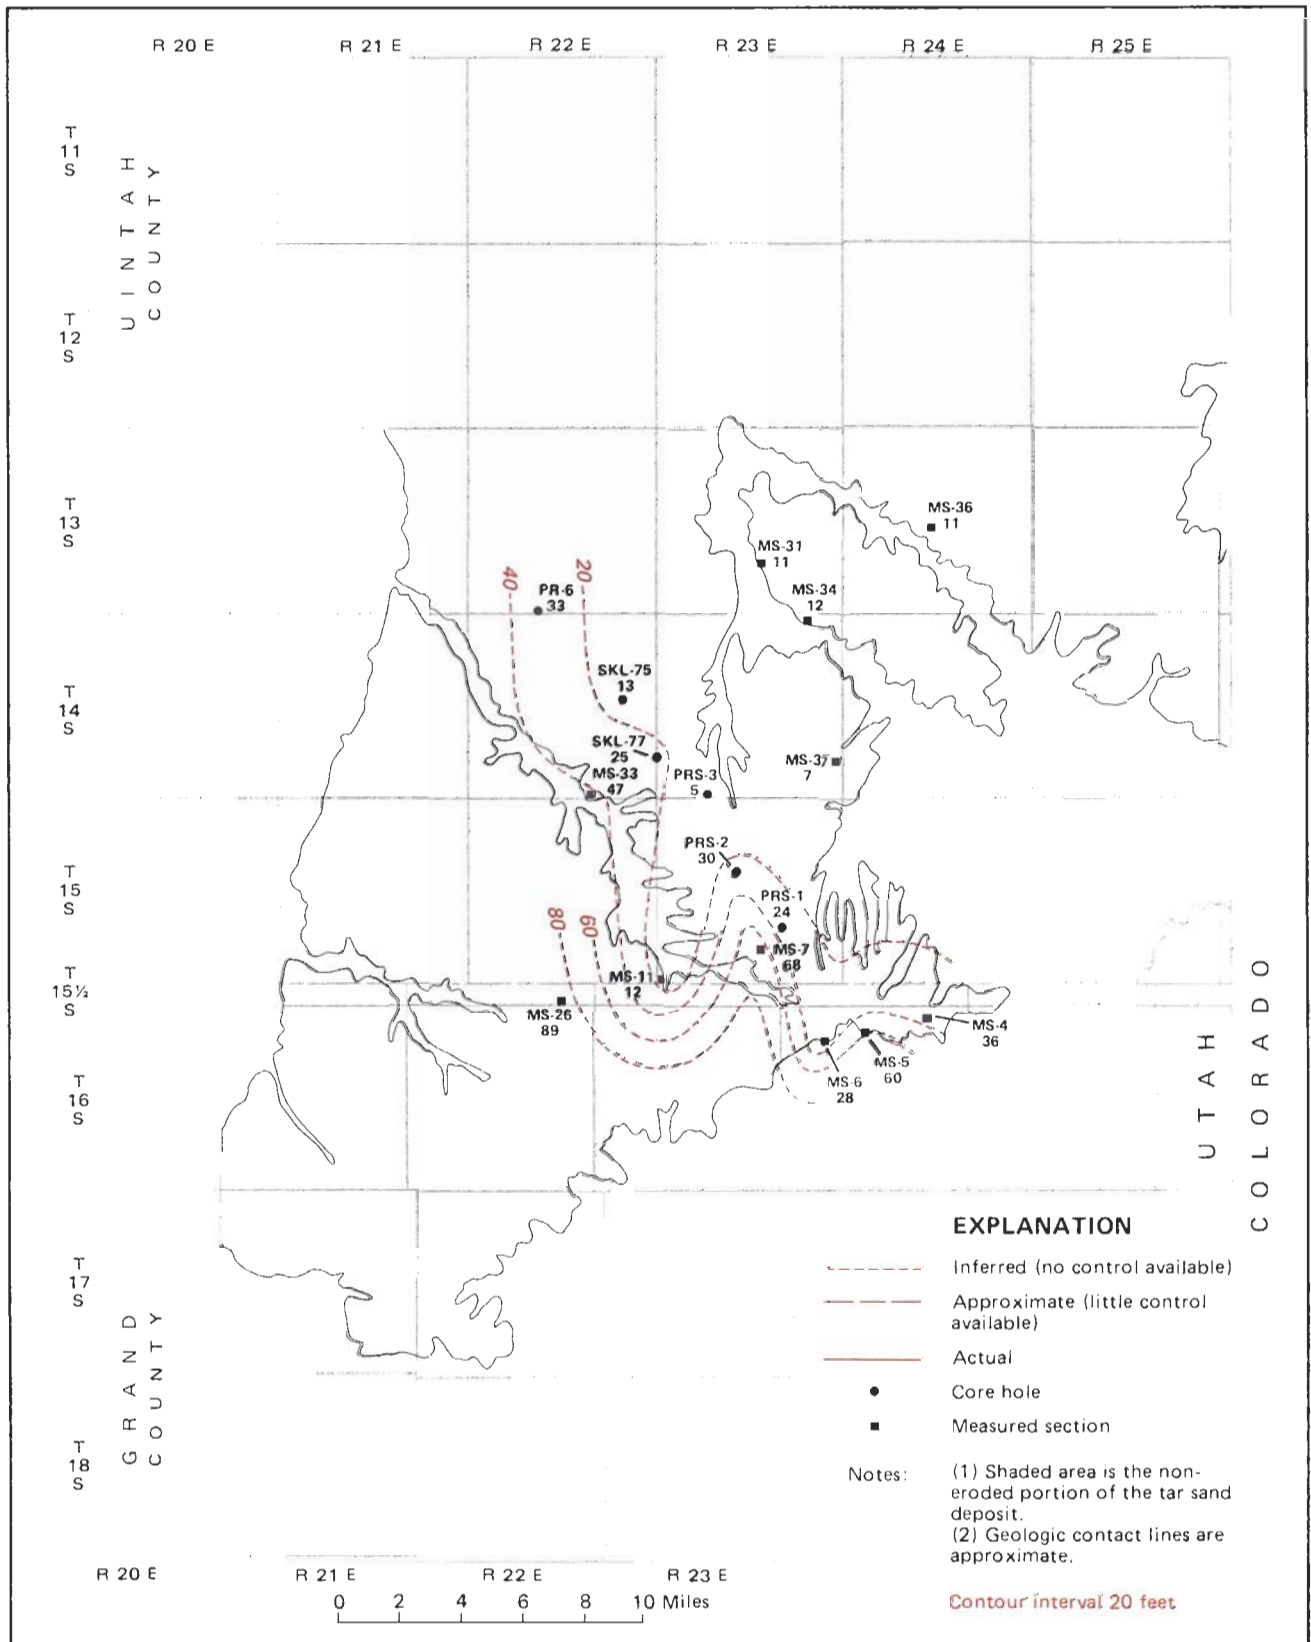 R 20 E R 21 E R 22 E R 23 E R 24 E R 25 E
T
11
S
UINTAH
COUNTY
T
12
S
T
13
S
MS-36
11
MS-31
11
MS-34
12
40
PR-6
33
20
SKL-75
13
T
14
S
SKL-77
25
MS-33
47
PRS-3
5
MS-37
7
PRS-2
30
T
15
S
PRS-1
24
80
60
MS-7
68
MS-11
12
T
15½
S
MS-26
89
MS-4
36
MS-5
60
MS-6
28
T
16
S
UTAH
COLORADO
T
17
S
GRAND
COUNTY
T
18
S
EXPLANATION
Inferred (no control available)
Approximate (little control
available)
Actual
Core hole
Measured section
Notes:
(1) Shaded area is the non-
eroded portion of the tar sand
deposit.
(2) Geologic contact lines are
approximate.
Contour interval 20 feet
R 20 E R 21 E R 22 E R 23 E
0 2 4 6 8 10 Miles